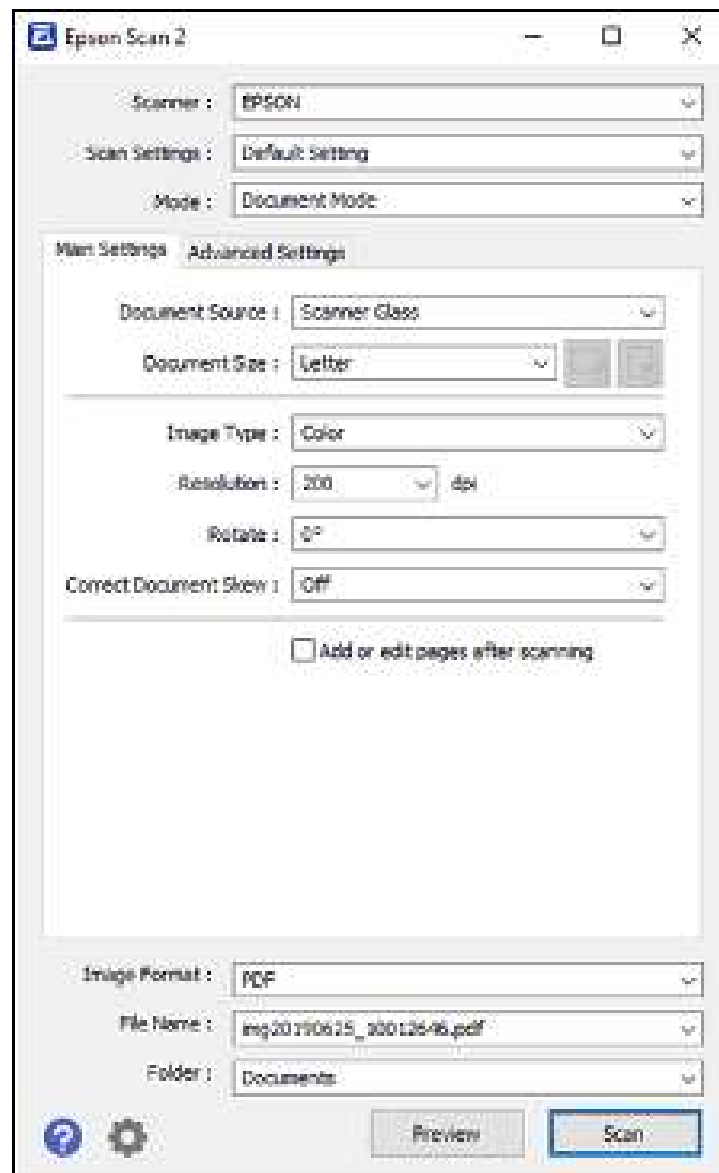 Epson Scan 2
Scanner : EPSON
Scan Settings : Default Setting
Mode : Document Mode
Main Settings Advanced Settings
Document Source : Scanner Glass
Document Size : Letter
Image Type : Color
Resolution : 200 dpi
Rotate : 0°
Correct Document Skew : Off
Add or edit pages after scanning
Image Format : PDF
File Name : img20190625_10012646.pdf
Folder : Documents
?
Preview Scan